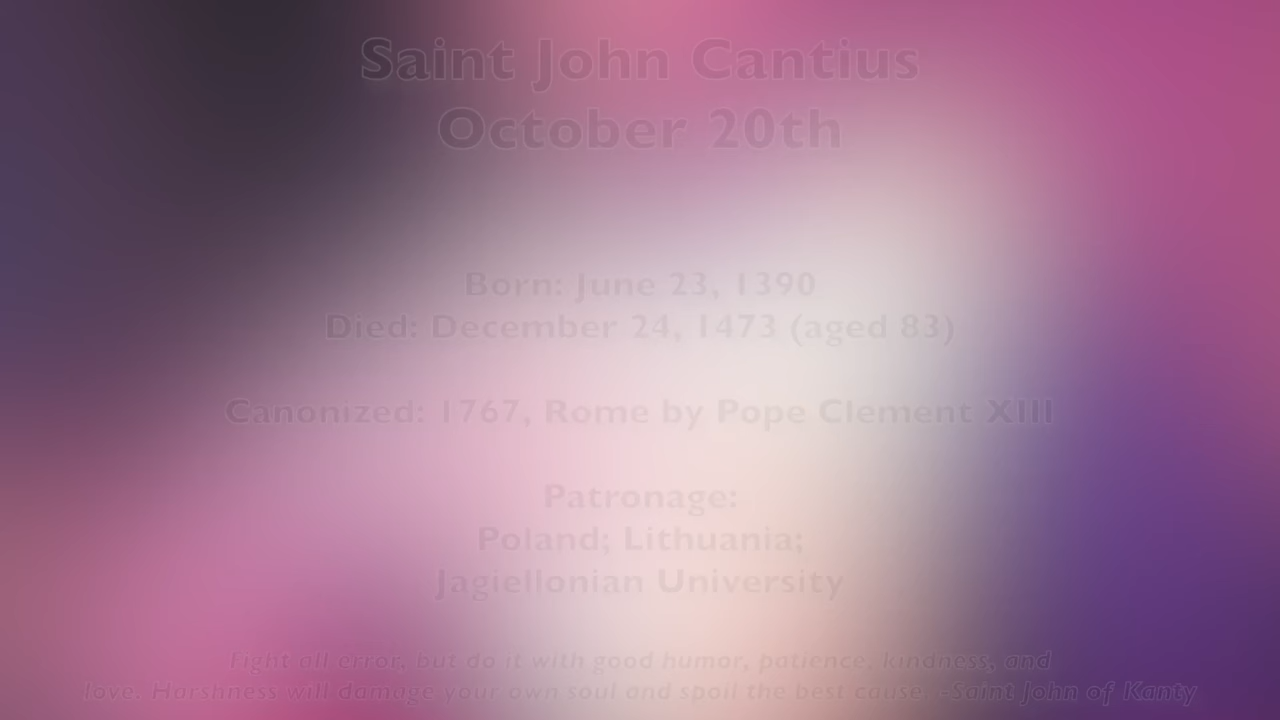 Saint John Cantius
October 20th
Born: June 23, 1390
Died: December 24, 1473 (aged 83)
Canonized: 1767, Rome by Pope Clement XIII
Patronage:
Poland; Lithuania;
Jagiellonian University
Fight all error, but do it with good humor, patience, kindness, and
love. Harshness will damage your own soul and spoil the best cause. -Saint John of Kanty